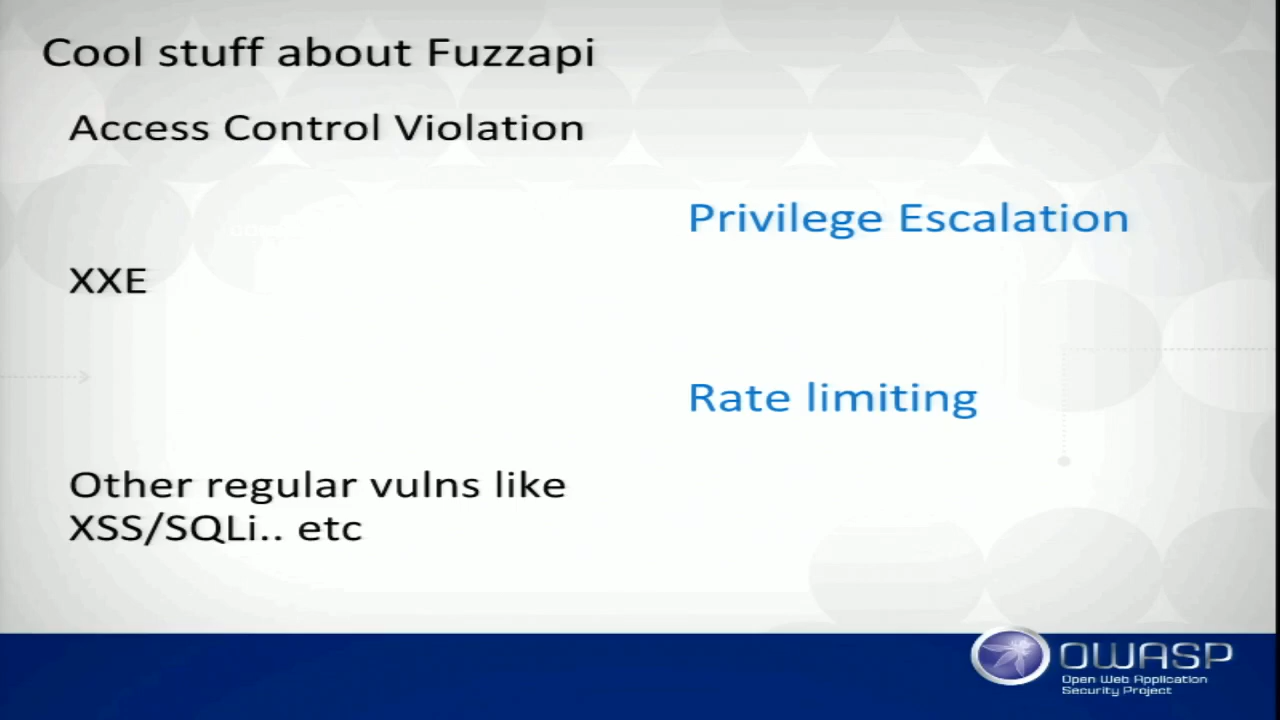 Cool stuff about Fuzzapi
Access Control Violation
Privilege Escalation
XXE
Rate limiting
Other regular vulns like
XSS/SQLi.. etc
OWASP
Open Web Application
Security Project